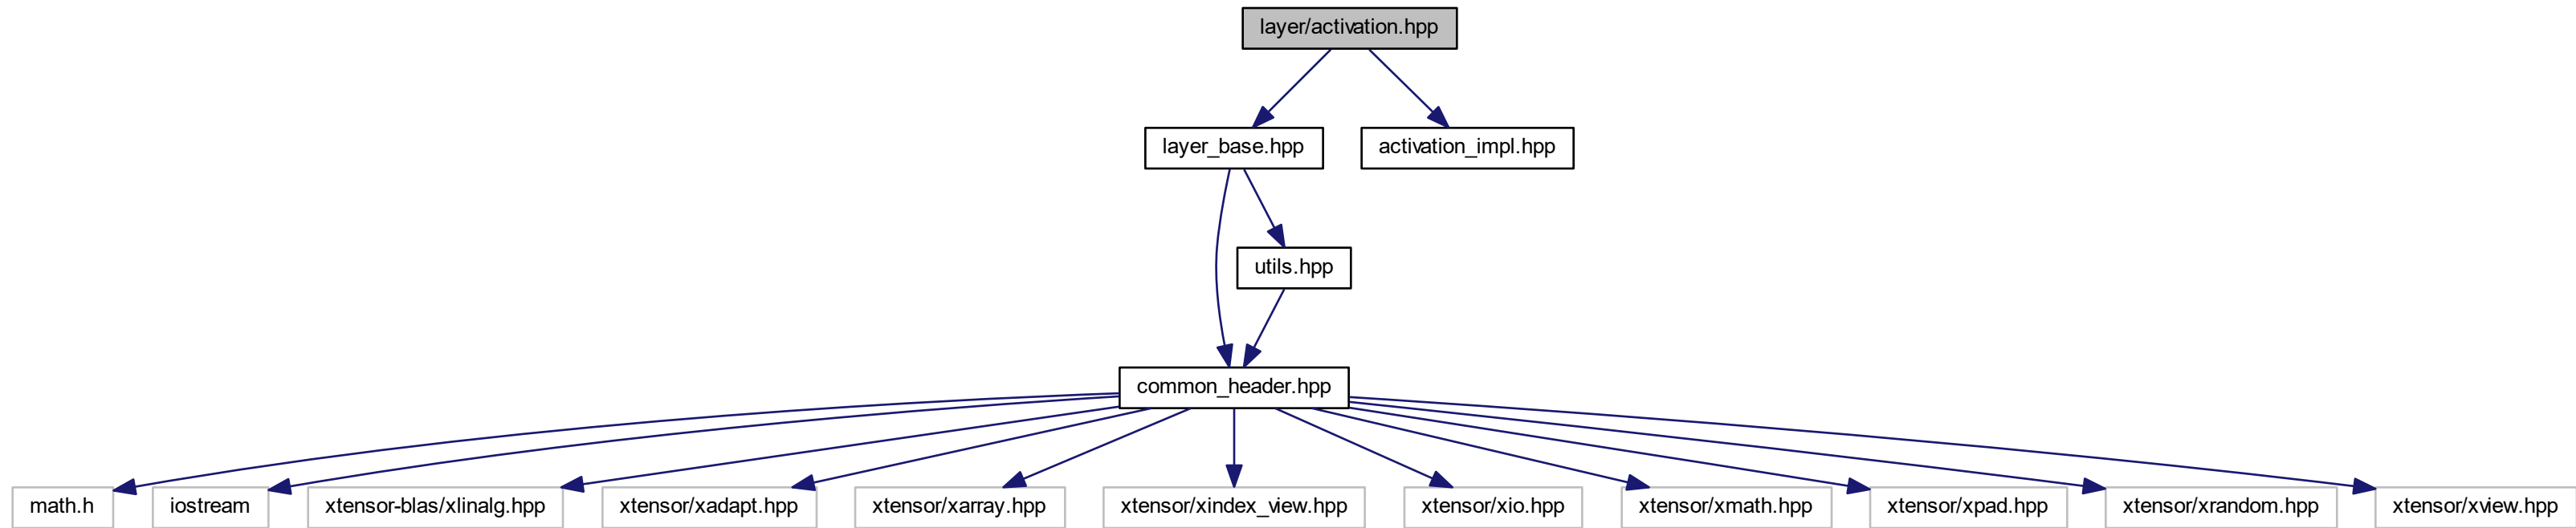 layer/activation.hpp
layer_base.hpp
activation_impl.hpp
utils.hpp
common_header.hpp
math.h
iostream
xtensor-blas/xlinalg.hpp
xtensor/xadapt.hpp
xtensor/xarray.hpp
xtensor/xindex_view.hpp
xtensor/xio.hpp
xtensor/xmath.hpp
xtensor/xpad.hpp
xtensor/xrandom.hpp
xtensor/xview.hpp